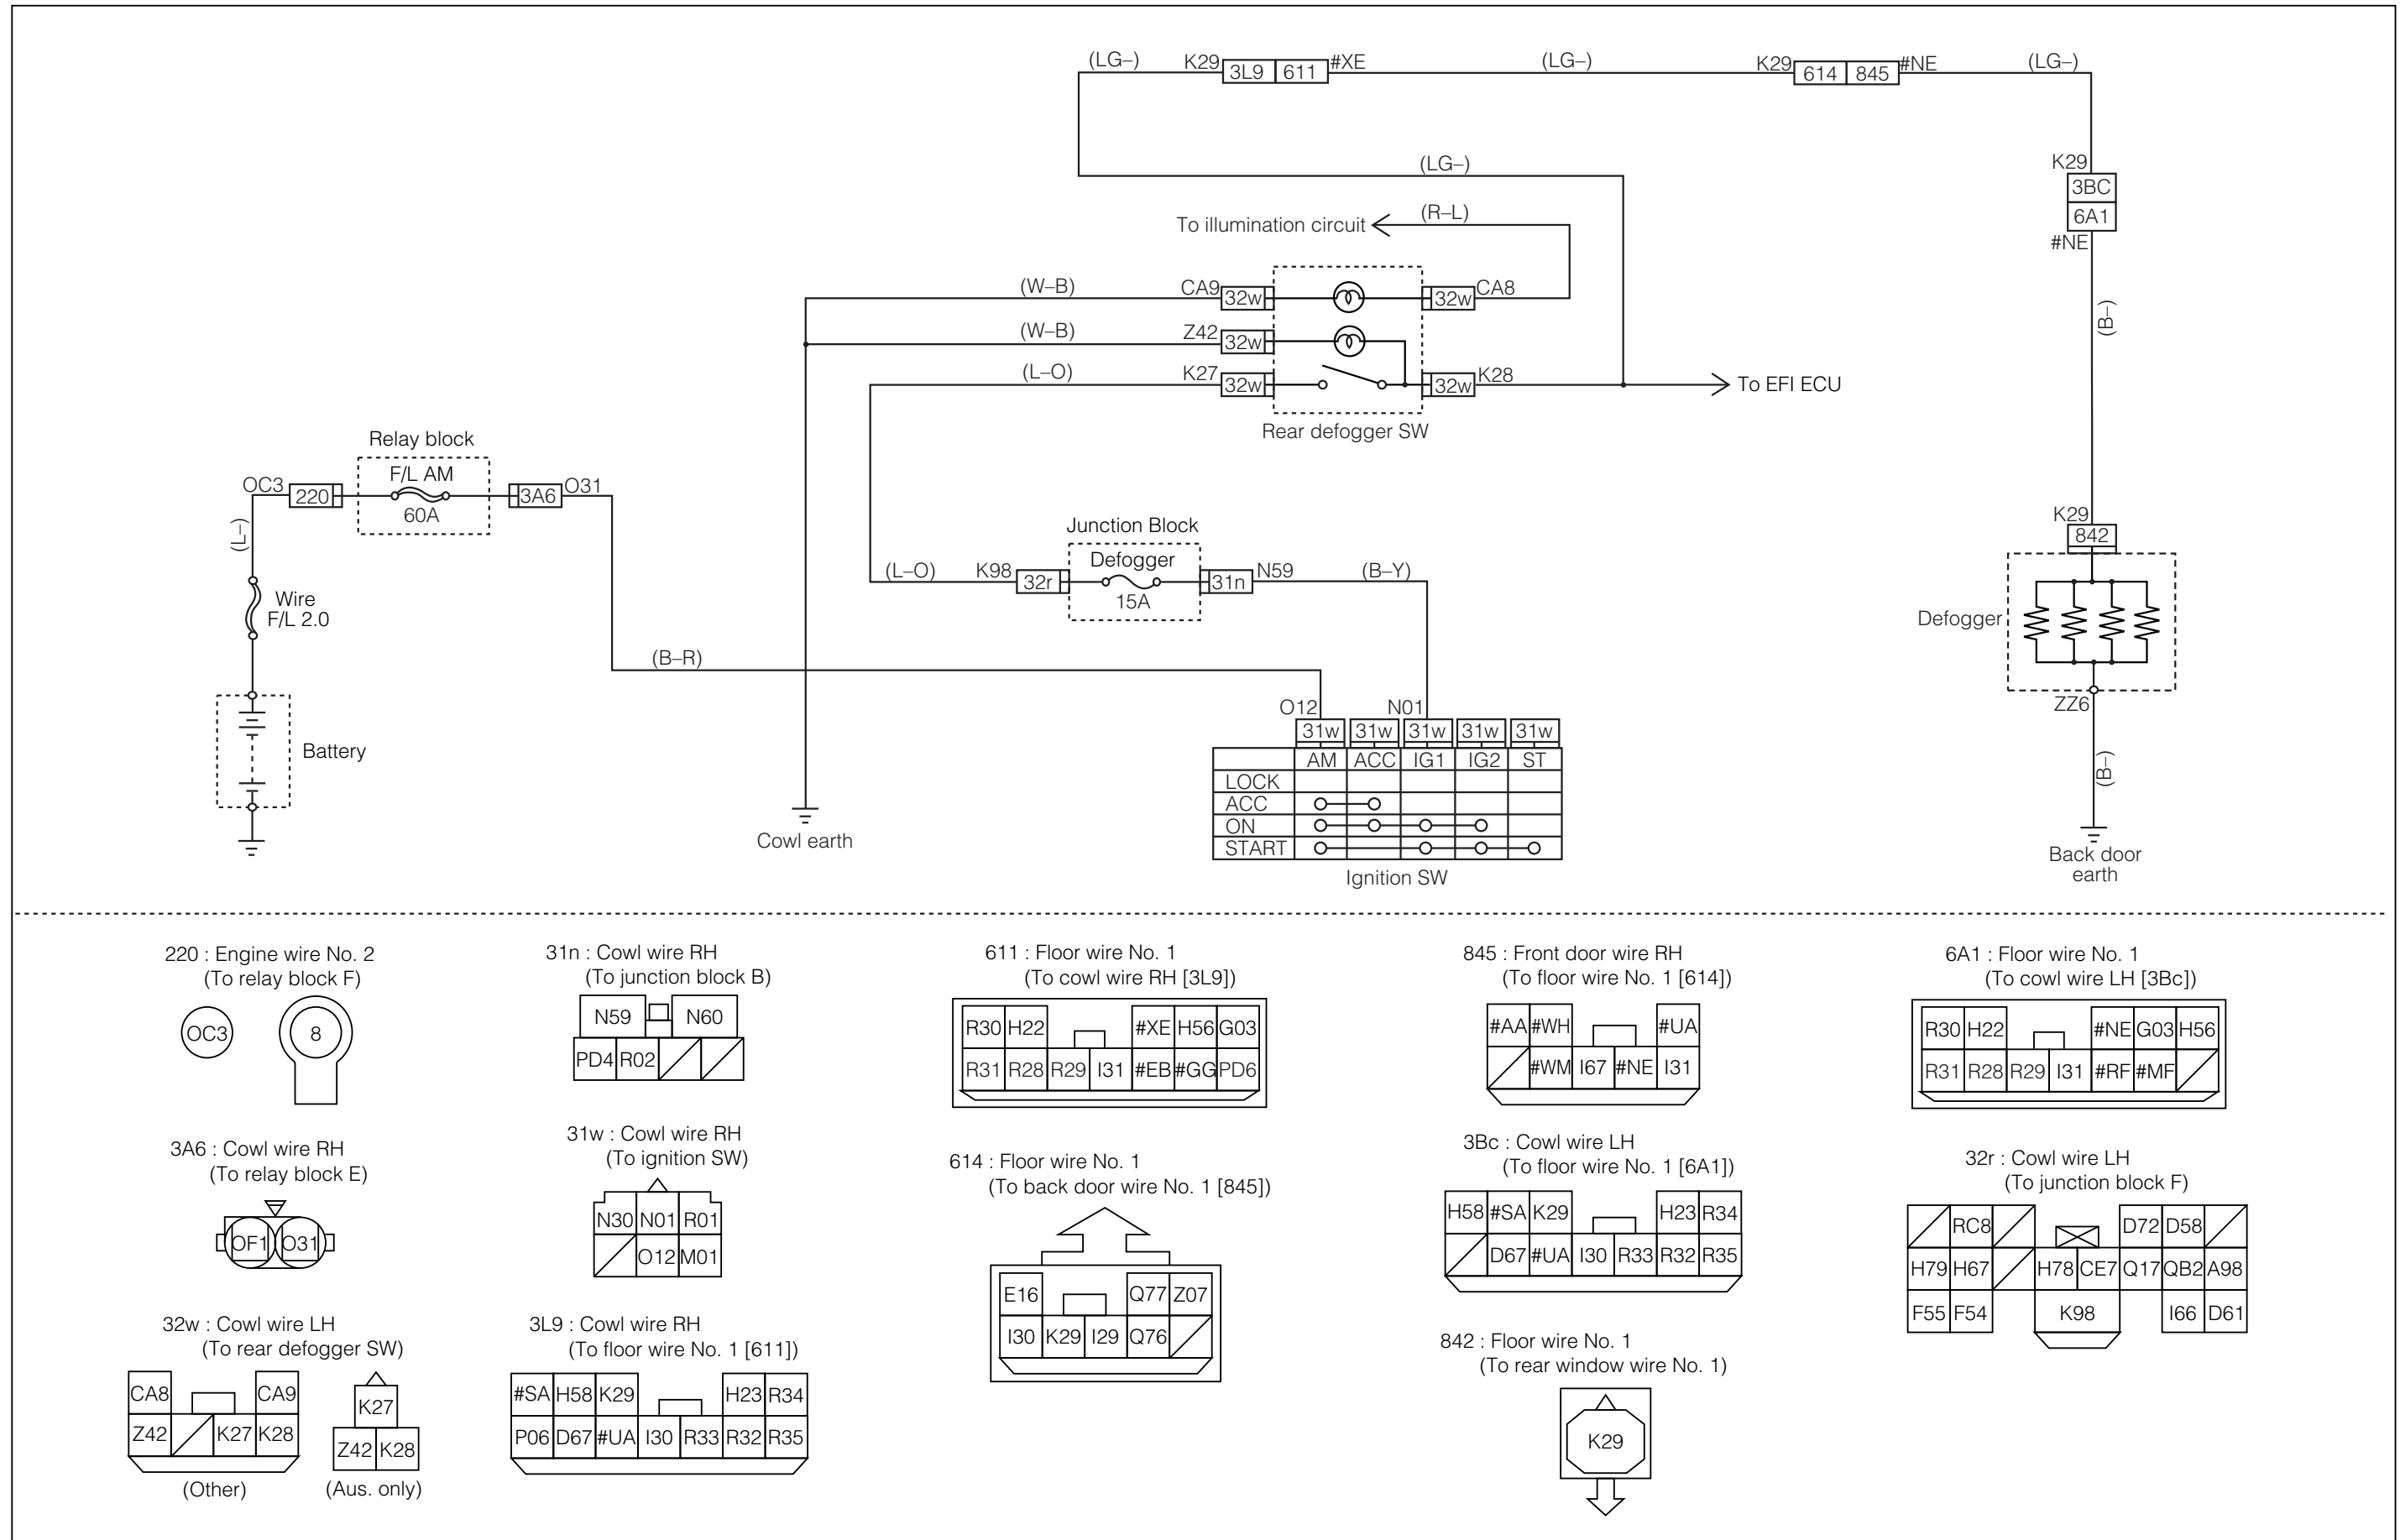 (LG–) K29 3L9 611 #XE (LG–) K29 614 845 #NE (LG–)
K29
3BC
6A1
#NE
(LG–)
To illumination circuit (R–L)
(W–B) CA9 32w 32w CA8
(W–B) Z42 32w
(L–O) K27 32w 32w K28 To EFI ECU
Rear defogger SW
(B–)
Relay block
F/L AM
OC3 220 3A6 O31
60A
(L–)
Wire
F/L 2.0
Junction Block
Defogger
(L–O) K98 32r 31n N59 (B–Y)
15A
K29
842
Defogger
(B–R)
ZZ6
(B–)
Battery
O12 N01
31w 31w 31w 31w 31w
AM ACC IG1 IG2 ST
LOCK
ACC
ON
START
Ignition SW
Cowl earth
Back door
earth
220 : Engine wire No. 2
(To relay block F)
OC3 8
3A6 : Cowl wire RH
(To relay block E)
OF1 O31
32w : Cowl wire LH
(To rear defogger SW)
CA8 CA9
Z42 K27 K28
(Other)
K27
Z42 K28
(Aus. only)
31n : Cowl wire RH
(To junction block B)
N59 N60
PD4 R02
31w : Cowl wire RH
(To ignition SW)
N30 N01 R01
O12 M01
3L9 : Cowl wire RH
(To floor wire No. 1 [611])
#SA H58 K29 H23 R34
P06 D67 #UA I30 R33 R32 R35
611 : Floor wire No. 1
(To cowl wire RH [3L9])
R30 H22 #XE H56 G03
R31 R28 R29 I31 #EB #GG PD6
614 : Floor wire No. 1
(To back door wire No. 1 [845])
E16 Q77 Z07
I30 K29 I29 Q76
845 : Front door wire RH
(To floor wire No. 1 [614])
#AA #WH #UA
#WM I67 #NE I31
3Bc : Cowl wire LH
(To floor wire No. 1 [6A1])
H58 #SA K29 H23 R34
D67 #UA I30 R33 R32 R35
842 : Floor wire No. 1
(To rear window wire No. 1)
K29
6A1 : Floor wire No. 1
(To cowl wire LH [3Bc])
R30 H22 #NE G03 H56
R31 R28 R29 I31 #RF #MF
32r : Cowl wire LH
(To junction block F)
RC8 D72 D58
H79 H67 H78 CE7 Q17 QB2 A98
F55 F54 K98 I66 D61